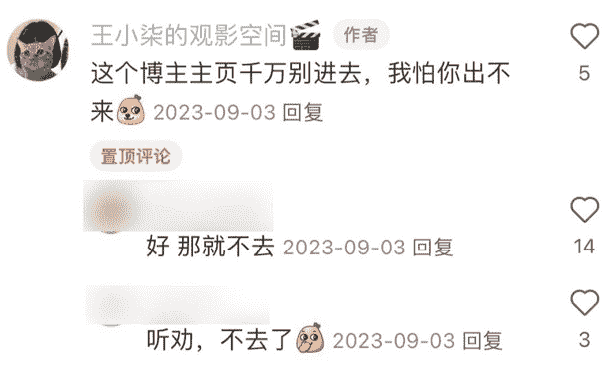 王小柒的观影空间🎬 作者
这个博主主页千万别进去，我怕你出不
来 2023-09-03 回复
5
置顶评论
好 那就不去 2023-09-03 回复
14
听劝，不去了 2023-09-03 回复
3